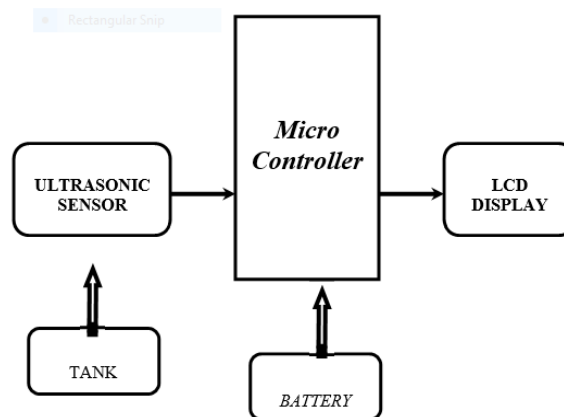 Rectangular Snip
Micro
Controller
ULTRASONIC
SENSOR
LCD
DISPLAY
TANK
BATTERY